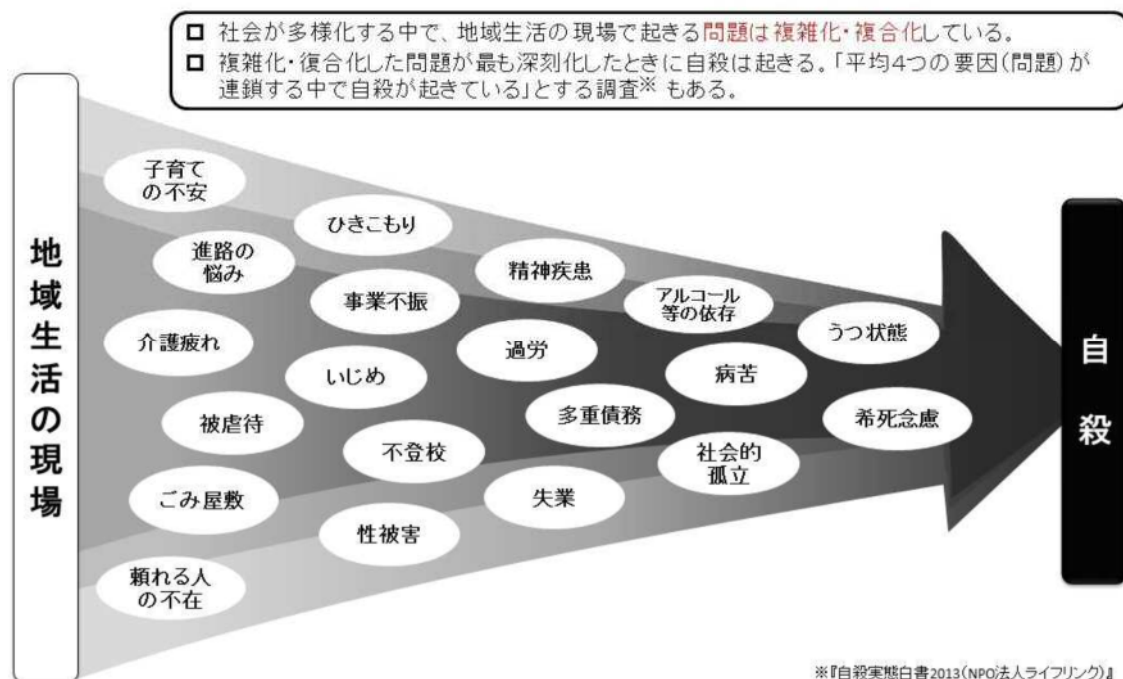 □ 社会が多様化する中で、地域生活の現場で起きる問題は複雑化・複合化している。
□ 複雑化・復合化した問題が最も深刻化したときに自殺は起きる。「平均4つの要因(問題)が
連鎖する中で自殺が起きている」とする調査※ もある。
地域生活の現場
子育て
の不安
ひきこもり
進路の
悩み
精神疾患
事業不振
アルコール
等の依存
うつ状態
介護疲れ
過労
いじめ
病苦
被虐待
多重債務
希死念慮
不登校
社会的
孤立
ごみ屋敷
失業
性被害
頼れる人
の不在
自殺
※『自殺実態白書2013(NPO法人ライフリンク)』